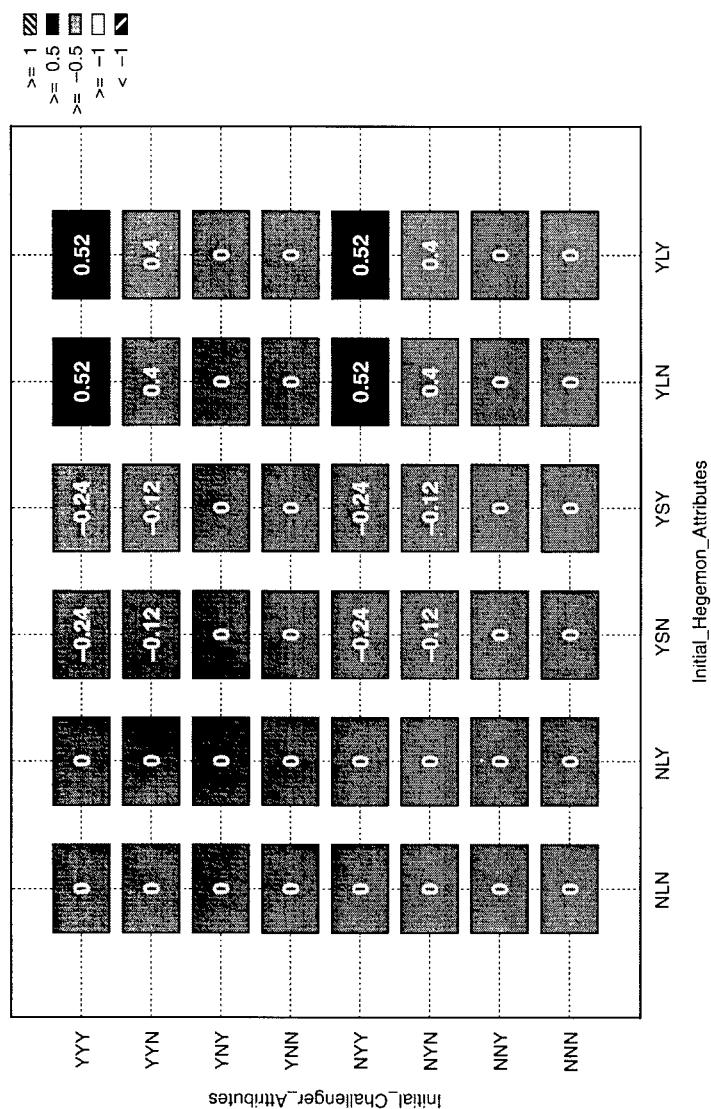 >= 1
>= 0.5
>= −0.5
>= −1
< −1
Initial_Challenger_Attributes
YYY 0 0 −0.24 −0.24 0.52 0.52
YYN 0 0 −0.12 −0.12 0.4 0.4
YNY 0 0 0 0 0 0
YNN 0 0 0 0 0 0
NYY 0 0 −0.24 −0.24 0.52 0.52
NYN 0 0 −0.12 −0.12 0.4 0.4
NNY 0 0 0 0 0 0
NNN 0 0 0 0 0 0
NLN NLY YSN YSY YLN YLY
Initial_Hegemon_Attributes